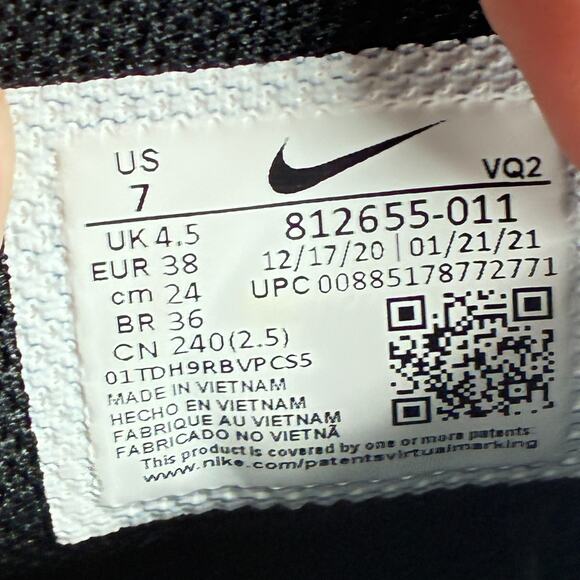 US
7
VQ2
UK 4.5
EUR 38
cm 24
BR 36
CN 240(2.5)
812655-011
12/17/20 | 01/21/21
UPC 00885178772771
01TDH9RBVPCS5
MADE IN VIETNAM
HECHO EN VIETNAM
FABRIQUE AU VIETNAM
FABRICADO NO VIETNÃ
This product is covered by one or more patents
www.nike.com/patentsvirtualmarking